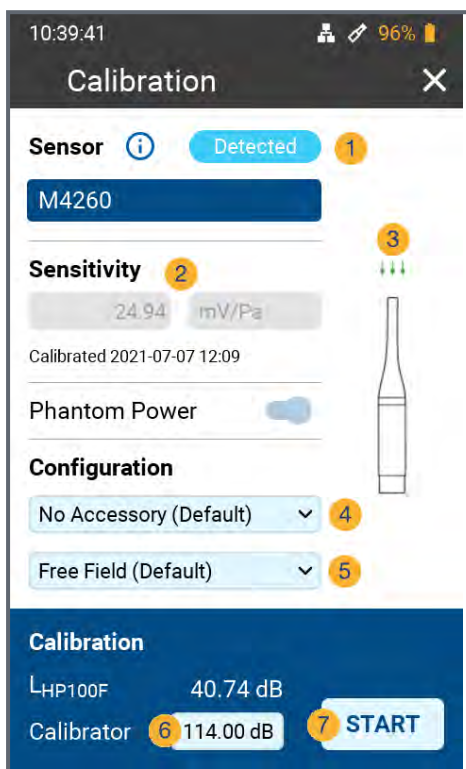 10:39:41 96%
Calibration
Sensor Detected 1
M4260
3
Sensitivity 2
24.94 mV/Pa
Calibrated 2021-07-07 12:09
Phantom Power
Configuration
No Accessory (Default) 4
Free Field (Default) 5
Calibration
LHP100F 40.74 dB
Calibrator 6 114.00 dB 7 START